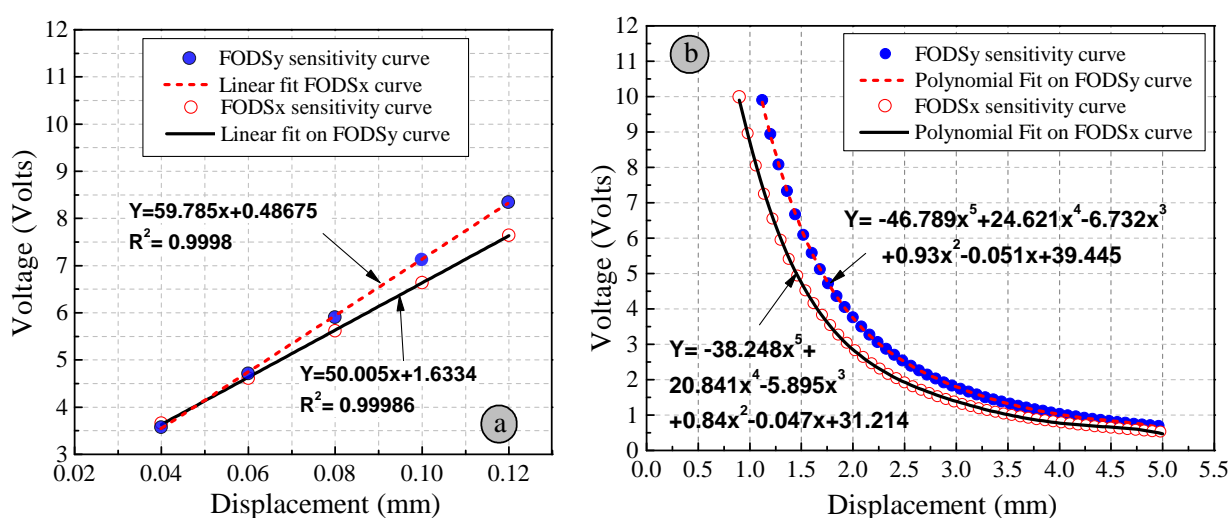 12
11
10
9
8
7
6
5
4
3
0.02
0.04
0.06
0.08
0.10
0.12
Voltage (Volts)
Displacement (mm)
FODSy sensitivity curve
Linear fit FODSx curve
FODSx sensitivity curve
Linear fit on FODSy curve
Y=59.785x+0.48675
R²= 0.9998
Y=50.005x+1.6334
R²= 0.99986
a
12
11
10
9
8
7
6
5
4
3
2
1
0
0.0
0.5
1.0
1.5
2.0
2.5
3.0
3.5
4.0
4.5
5.0
5.5
Voltage (Volts)
Displacement (mm)
b
FODSy sensitivity curve
Polynomial Fit on FODSy curve
FODSx sensitivity curve
Polynomial Fit on FODSx curve
Y= -46.789x⁵+24.621x⁴-6.732x³
+0.93x²-0.051x+39.445
Y= -38.248x⁵+
20.841x⁴-5.895x³
+0.84x²-0.047x+31.214